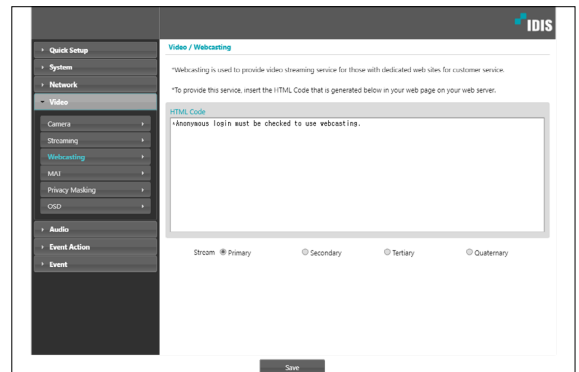 IDIS
Quick Setup
System
Network
Video
Camera
Streaming
Webcasting
MAT
Privacy Masking
OSD
Audio
Event Action
Event
Video / Webcasting
*Webcasting is used to provide video streaming service for those with dedicated web sites for customer service.
*To provide this service, insert the HTML Code that is generated below in your web page on your web server.
HTML Code
*Anonymous login must be checked to use webcasting.
Stream Primary Secondary Tertiary Quaternary
Save